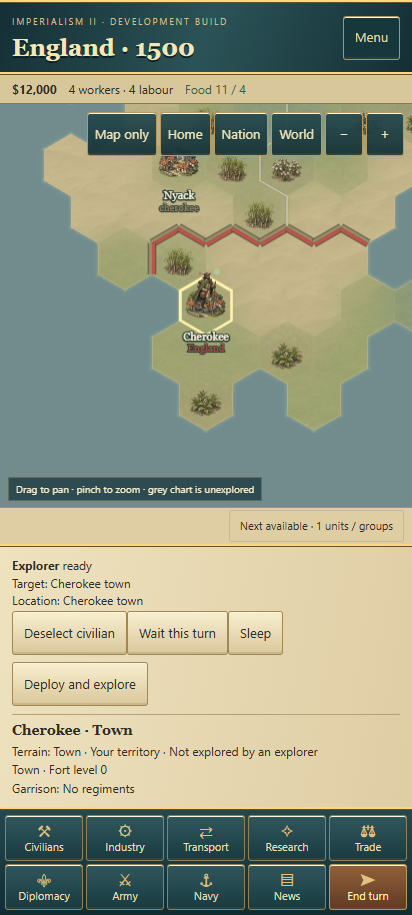 IMPERIALISM II · DEVELOPMENT BUILD
England · 1500
Menu
$12,000 4 workers · 4 labour Food 11 / 4
Map only Home Nation World − +
Nyack
cherokee
Cherokee
England
Drag to pan · pinch to zoom · grey chart is unexplored
Next available · 1 units / groups
Explorer ready
Target: Cherokee town
Location: Cherokee town
Deselect civilian Wait this turn Sleep
Deploy and explore
Cherokee · Town
Terrain: Town · Your territory · Not explored by an explorer
Town · Fort level 0
Garrison: No regiments
Civilians Industry Transport Research Trade
Diplomacy Army Navy News End turn